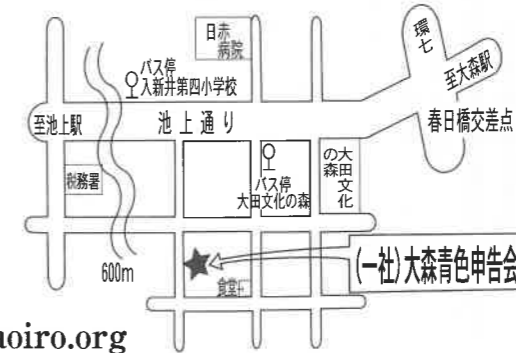 日赤
病院
環七
至大森駅
バス停
入新井第四小学校
至池上駅
池上通り
春日橋交差点
税務署
バス停
大田文化の森
大田文化
の森
600m
(一社)大森青色申告会
oiro.org